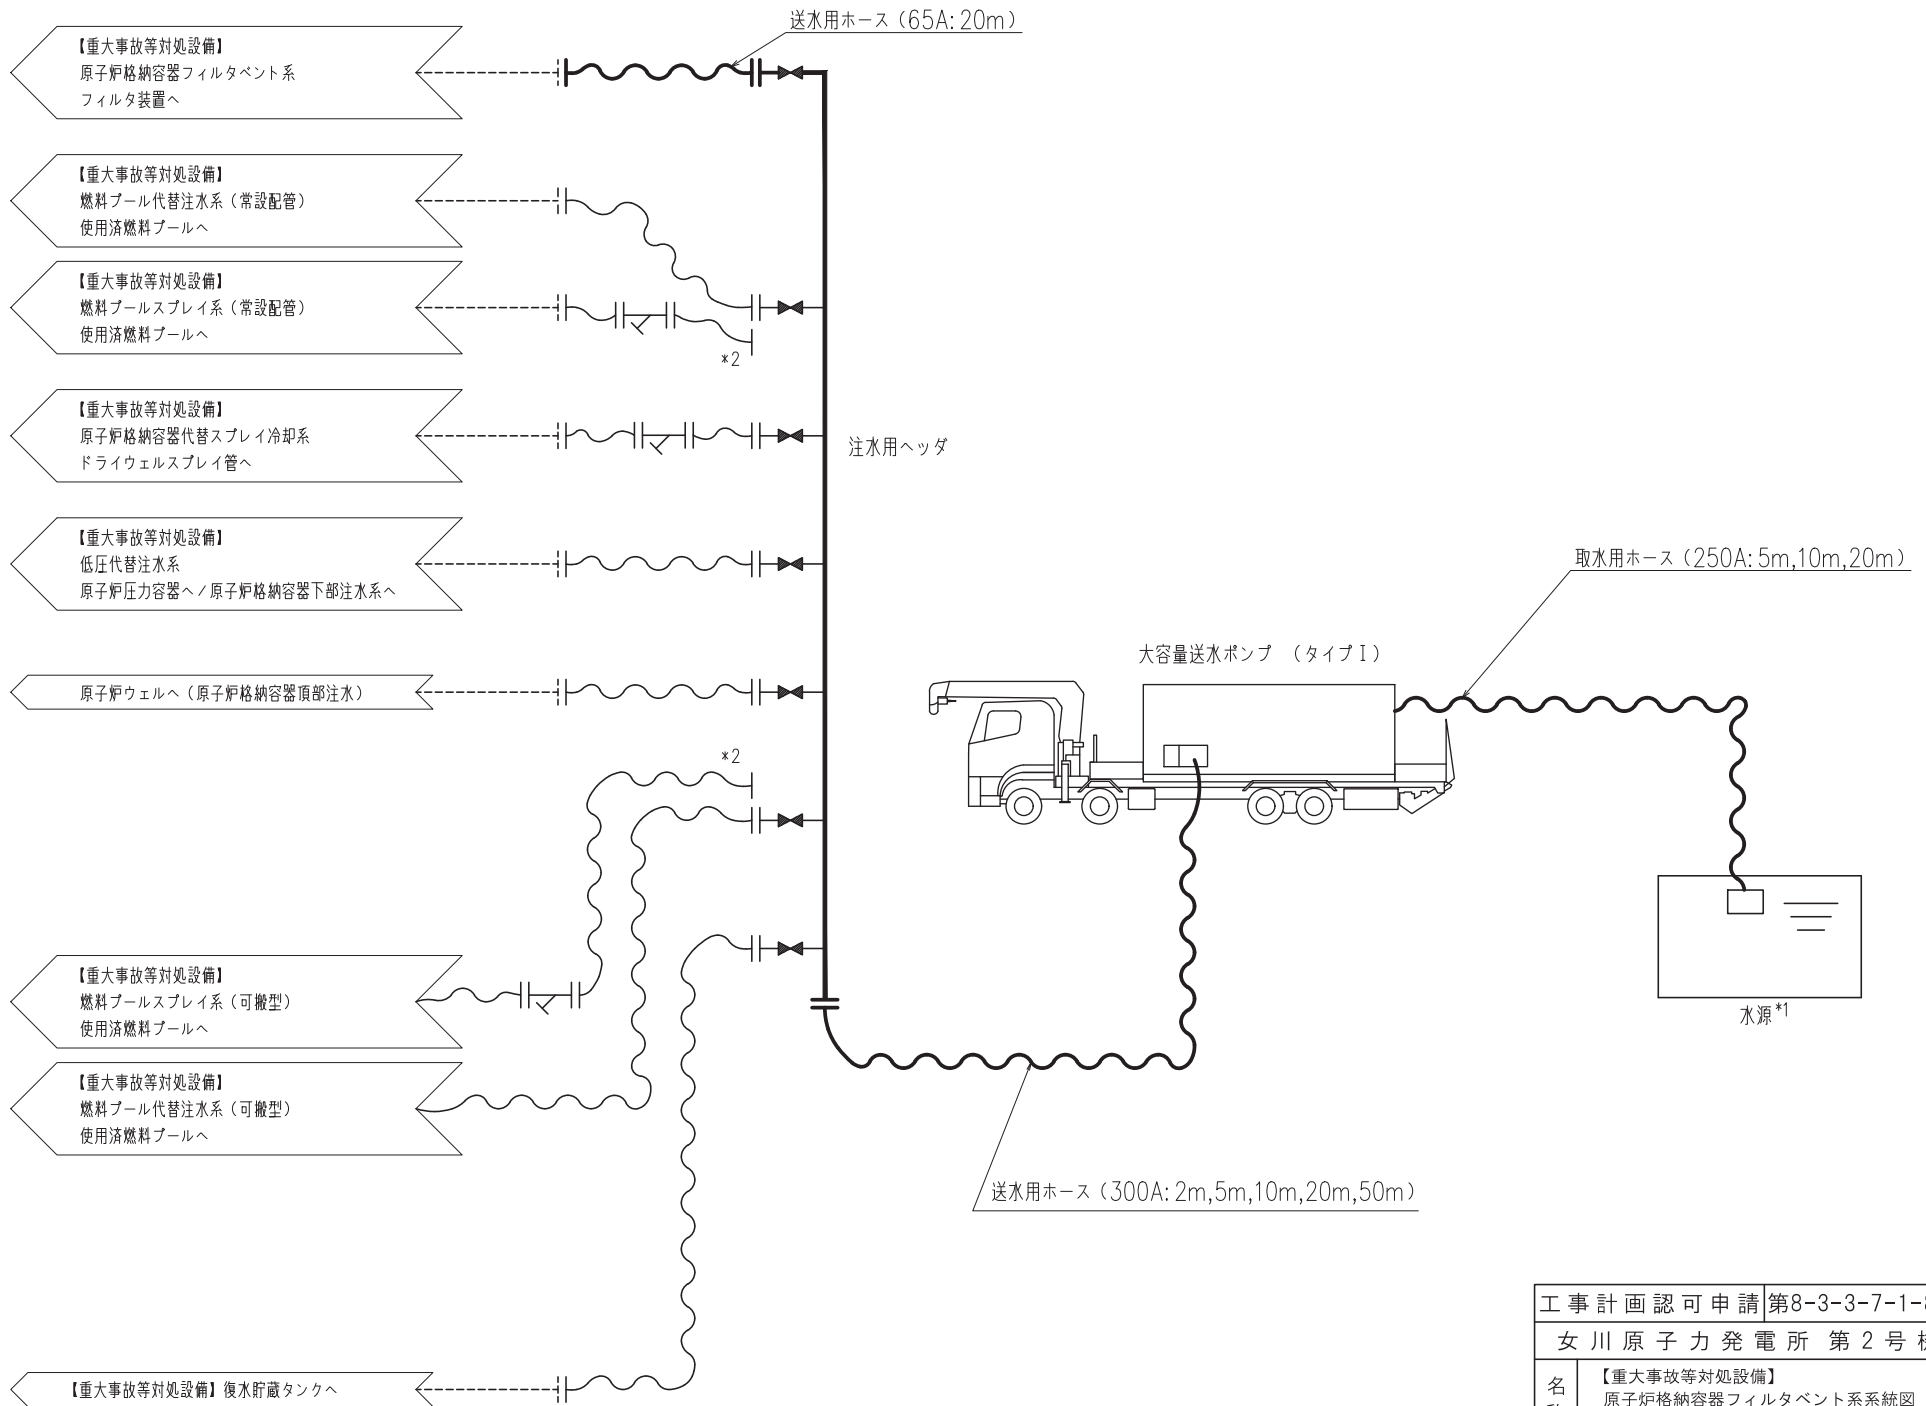 送水用ホース（65A:20m）
【重大事故等対処設備】
原子炉格納容器フィルタベント系
フィルタ装置へ
【重大事故等対処設備】
燃料プール代替注水系（常設配管）
使用済燃料プールへ
【重大事故等対処設備】
燃料プールスプレイ系（常設配管）
使用済燃料プールへ
*2
【重大事故等対処設備】
原子炉格納容器代替スプレイ冷却系
ドライウェルスプレイ管へ
注水用ヘッダ
【重大事故等対処設備】
低圧代替注水系
原子炉圧力容器へ／原子炉格納容器下部注水系へ
取水用ホース（250A:5m,10m,20m）
大容量送水ポンプ　（タイプⅠ）
原子炉ウェルへ（原子炉格納容器頂部注水）
*2
【重大事故等対処設備】
燃料プールスプレイ系（可搬型）
使用済燃料プールへ
水源*1
【重大事故等対処設備】
燃料プール代替注水系（可搬型）
使用済燃料プールへ
送水用ホース（300A:2m,5m,10m,20m,50m）
【重大事故等対処設備】復水貯蔵タンクへ
工事計画認可申請 第8-3-3-7-1-
女川原子力発電所 第2号
名
【重大事故等対処設備】
原子炉格納容器フィルタベント系系統図